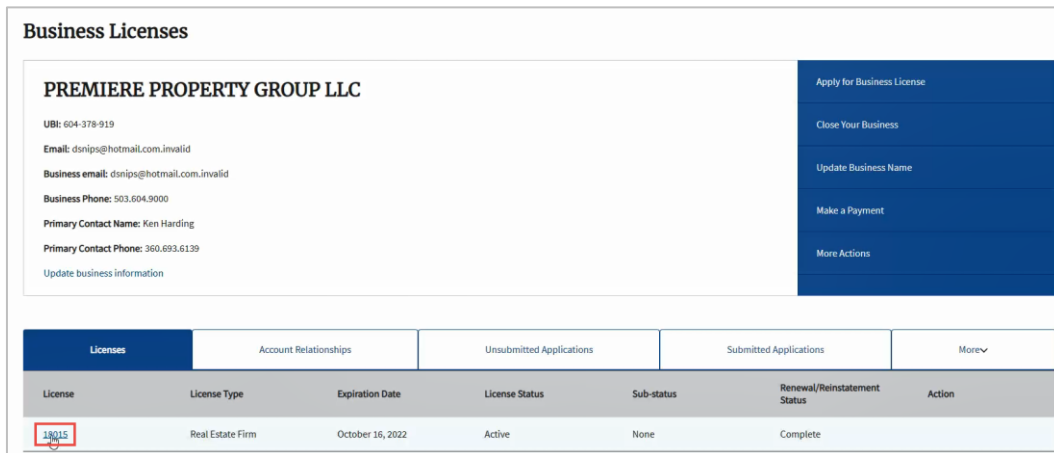 Business Licenses
PREMIERE PROPERTY GROUP LLC
UBI: 604-378-919
Email: dsnips@hotmail.com.invalid
Business email: dsnips@hotmail.com.invalid
Business Phone: 503.604.9000
Primary Contact Name: Ken Harding
Primary Contact Phone: 360.693.6139
Update business information
Apply for Business License
Close Your Business
Update Business Name
Make a Payment
More Actions
Licenses Account Relationships Unsubmitted Applications Submitted Applications More
License License Type Expiration Date License Status Sub-status Renewal/Reinstatement Status Action
18015 Real Estate Firm October 16, 2022 Active None Complete